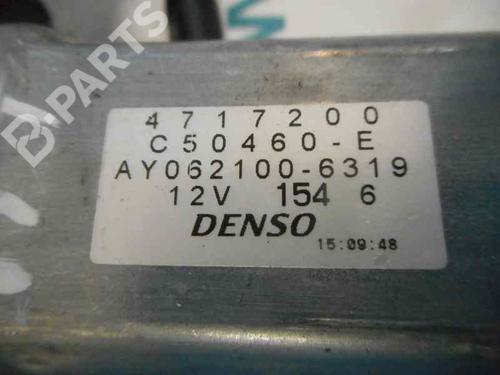 B-PARTS
4717200
C50460-E
AY062100-6319
12V 154 6
DENSO
15:09:48